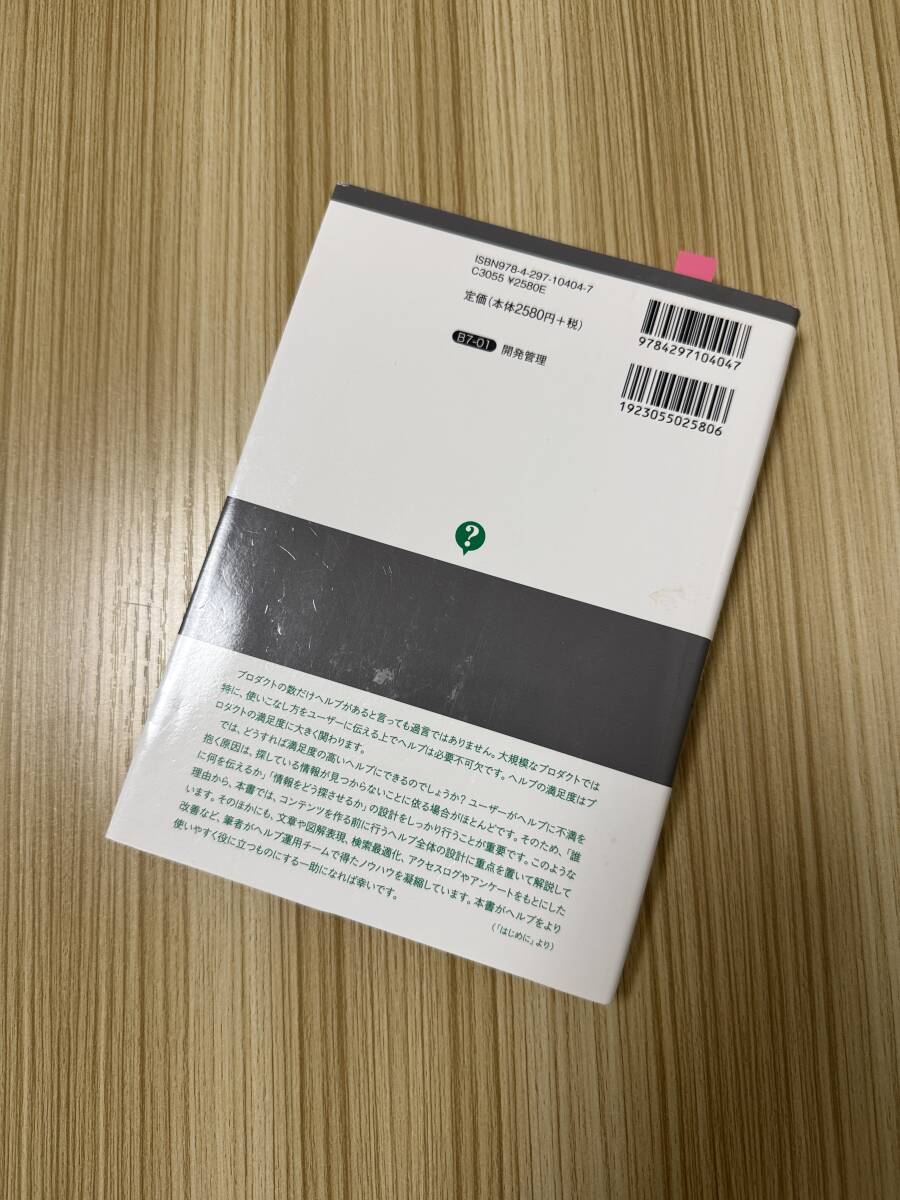 ISBN978-4-297-10404-7
C3055 ¥2580E
定価(本体2580円+税)
B7-01 開発管理
9784297104047
1923055025806
?
プロダクトの数だけヘルプがあると言っても過言ではありません。大規模なプロダクトでは
特に、使いこなし方をユーザーに伝える上でヘルプは必要不可欠です。ヘルプの満足度はプ
ロダクトの満足度に大きく関わります。
では、どうすれば満足度の高いヘルプにできるのでしょうか?ユーザーがヘルプに不満を
抱く原因は、探している情報が見つからないことに依る場合がほとんどです。そのため、「誰
に何を伝えるか」「情報をどう探させるか」の設計をしっかり行うことが重要です。このような
理由から、本書では、コンテンツを作る前に行うヘルプ全体の設計に重点を置いて解説して
います。そのほかにも、文章や図解表現、検索最適化、アクセスログやアンケートをもとにした
改善など、筆者がヘルプ運用チームで得たノウハウを凝縮しています。本書がヘルプをより
使いやすく役に立つものにする一助になれば幸いです。
(「はじめに」より)